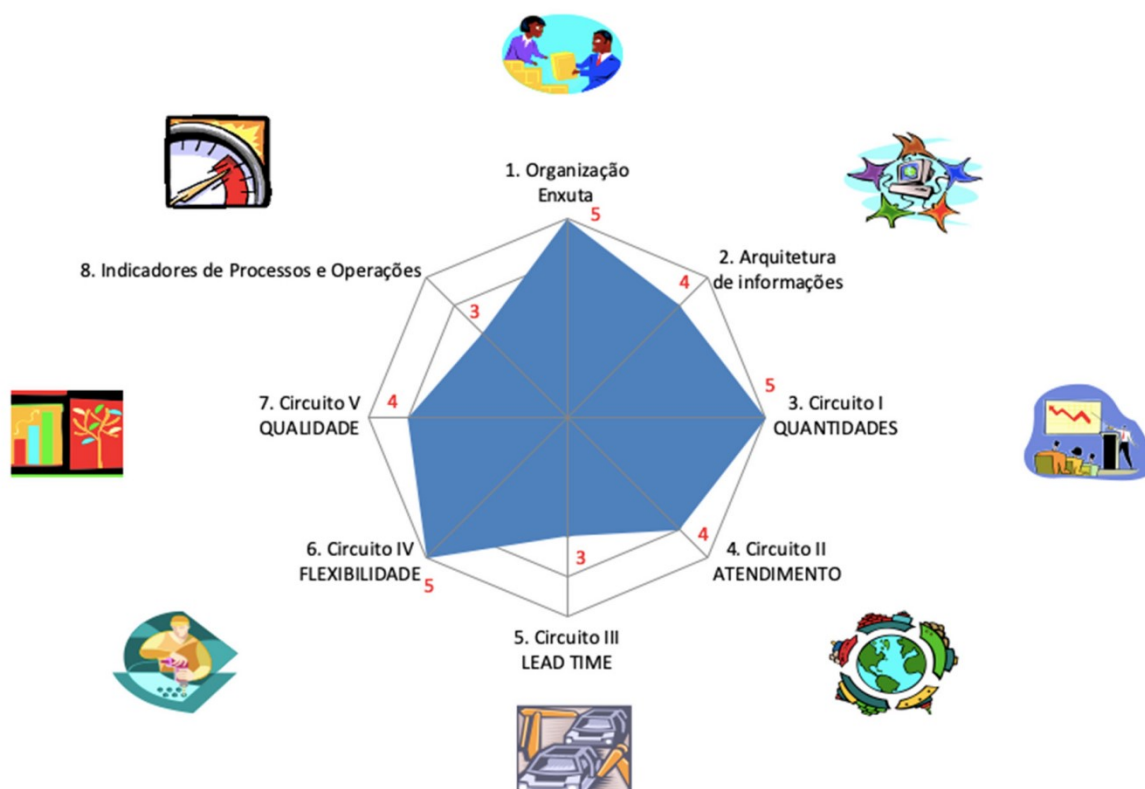 1. Organização
Enxuta
5
2. Arquitetura
de informações
4
3. Circuito I
QUANTIDADES
5
4. Circuito II
ATENDIMENTO
4
5. Circuito III
LEAD TIME
3
6. Circuito IV
FLEXIBILIDADE
5
7. Circuito V
QUALIDADE
4
8. Indicadores de Processos e Operações
3